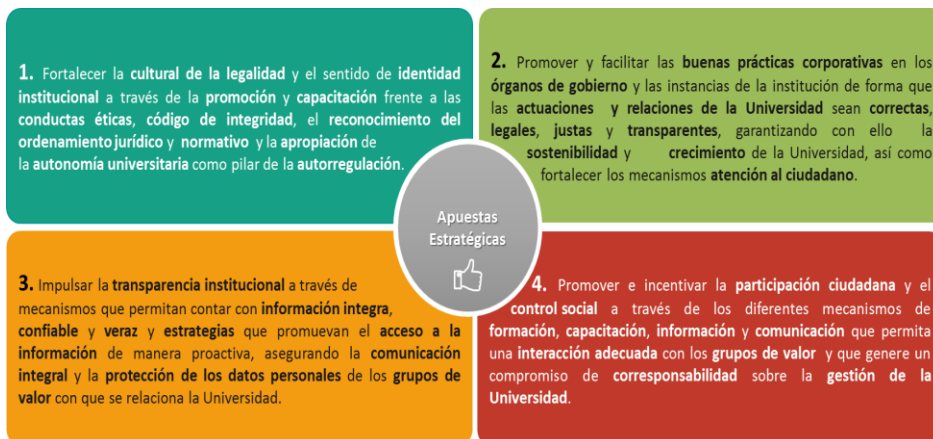 1. Fortalecer la cultural de la legalidad y el sentido de identidad
institucional a través de la promoción y capacitación frente a las
conductas éticas, código de integridad, el reconocimiento del
ordenamiento jurídico y normativo y la apropiación de
la autonomía universitaria como pilar de la autorregulación.
2. Promover y facilitar las buenas prácticas corporativas en los
órganos de gobierno y las instancias de la institución de forma que
las actuaciones y relaciones de la Universidad sean correctas,
legales, justas y transparentes, garantizando con ello la
sostenibilidad y crecimiento de la Universidad, así como
fortalecer los mecanismos atención al ciudadano.
Apuestas
Estratégicas
3. Impulsar la transparencia institucional a través de
mecanismos que permitan contar con información integra,
confiable y veraz y estrategias que promuevan el acceso a la
información de manera proactiva, asegurando la comunicación
integral y la protección de los datos personales de los grupos de
valor con que se relaciona la Universidad.
4. Promover e incentivar la participación ciudadana y el
control social a través de los diferentes mecanismos de
formación, capacitación, información y comunicación que permita
una interacción adecuada con los grupos de valor y que genere un
compromiso de corresponsabilidad sobre la gestión de la
Universidad.